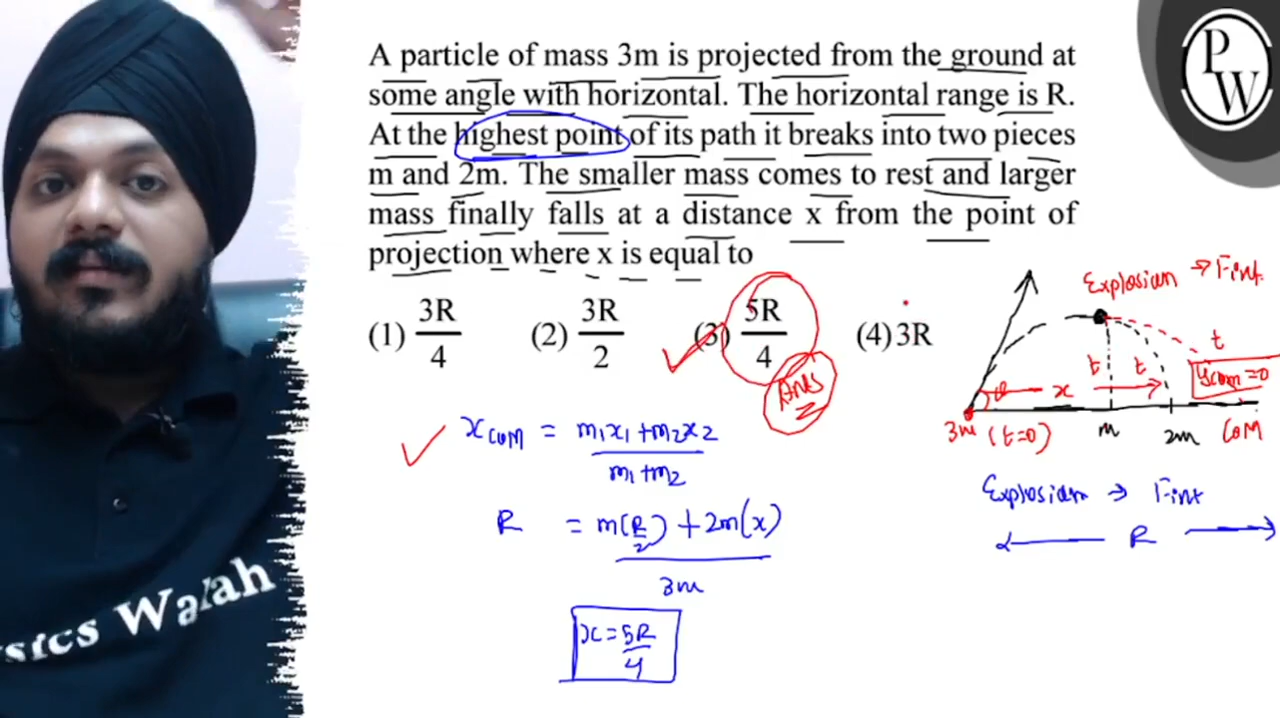 A particle of mass 3m is projected from the ground at
some angle with horizontal. The horizontal range is R.
At the highest point of its path it breaks into two pieces
m and 2m. The smaller mass comes to rest and larger
mass finally falls at a distance x from the point of
projection where x is equal to
(1) 3R/4 (2) 3R/2 (3) 5R/4 (4) 3R
Ans
x_COM = m₁x₁+m₂x₂
m₁+m₂
R = m(R/2) + 2m(x)
3m
x = 5R/4
Explosion → Fint
t
t t
y_com = 0
θ x
3m (t=0) m 2m COM
Explosion → Fint
← R →
P
W
sics Wallah